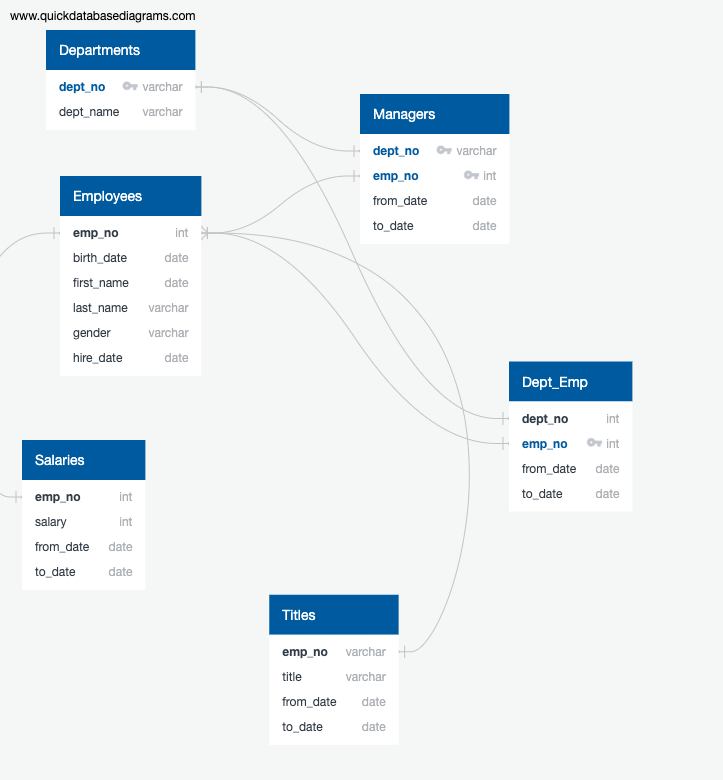 www.quickdatabasediagrams.com
Departments
dept_no varchar
dept_name varchar
Managers
dept_no varchar
emp_no int
from_date date
to_date date
Employees
emp_no int
birth_date date
first_name date
last_name varchar
gender varchar
hire_date date
Dept_Emp
dept_no int
emp_no int
from_date date
to_date date
Salaries
emp_no int
salary int
from_date date
to_date date
Titles
emp_no varchar
title varchar
from_date date
to_date date